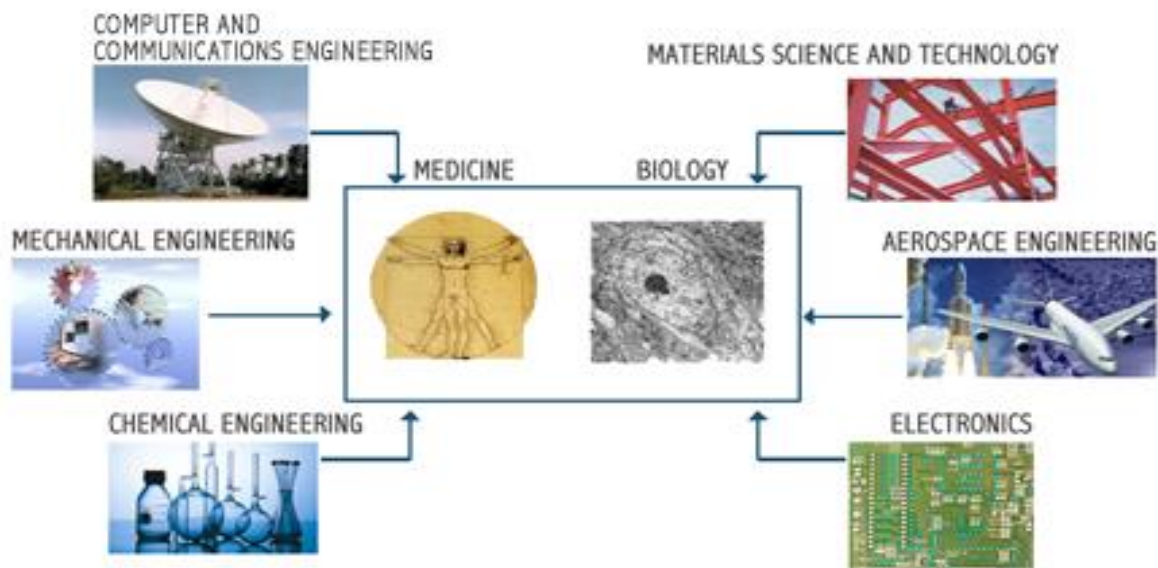 COMPUTER AND
COMMUNICATIONS ENGINEERING
MATERIALS SCIENCE AND TECHNOLOGY
MEDICINE
BIOLOGY
MECHANICAL ENGINEERING
AEROSPACE ENGINEERING
CHEMICAL ENGINEERING
ELECTRONICS